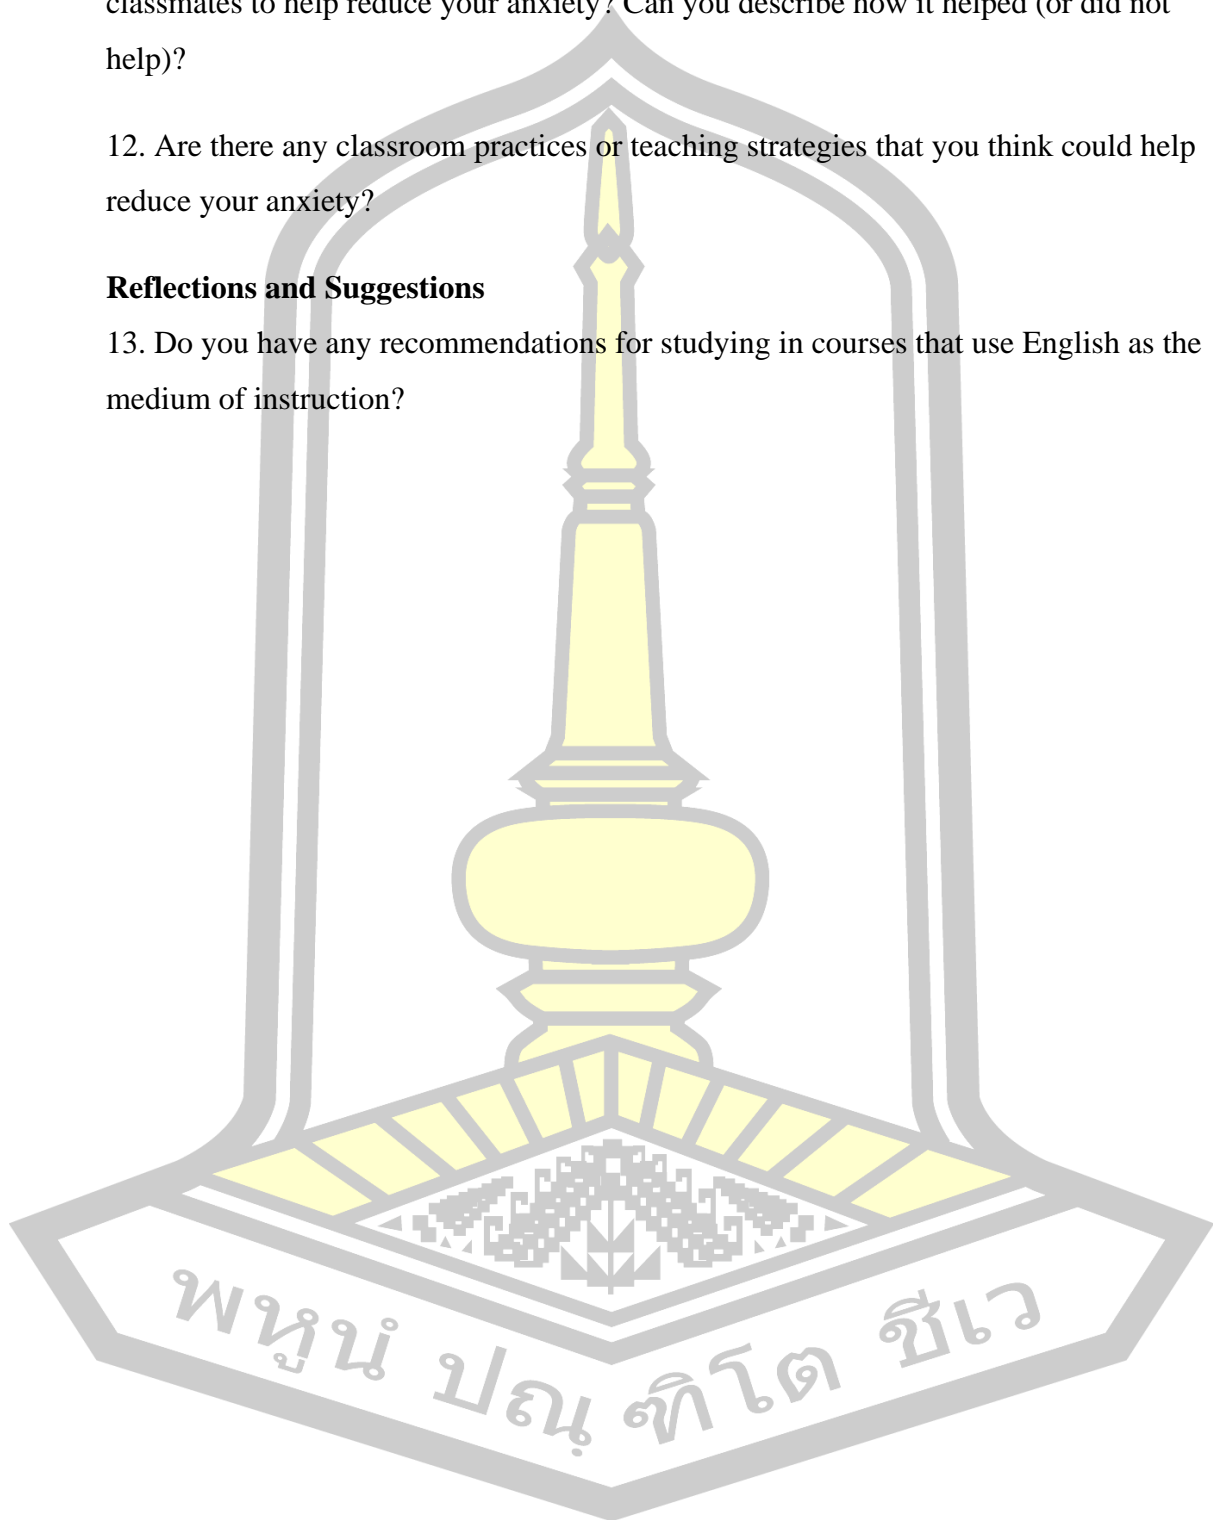 classmates to help reduce your anxiety? Can you describe how it helped (or did not
help)?
12. Are there any classroom practices or teaching strategies that you think could help
reduce your anxiety?
Reflections and Suggestions
13. Do you have any recommendations for studying in courses that use English as the
medium of instruction?
พหูนํ ปณฺฑิโต ชีเว